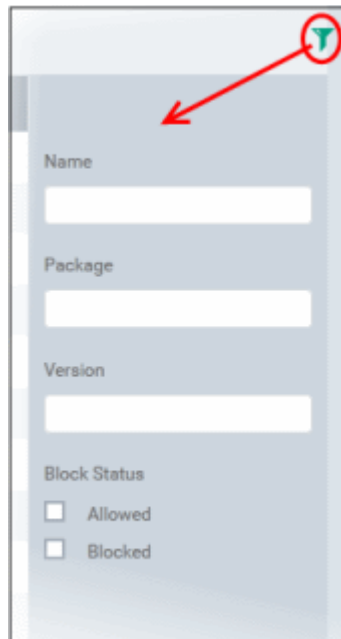 Name
Package
Version
Block Status
Allowed
Blocked